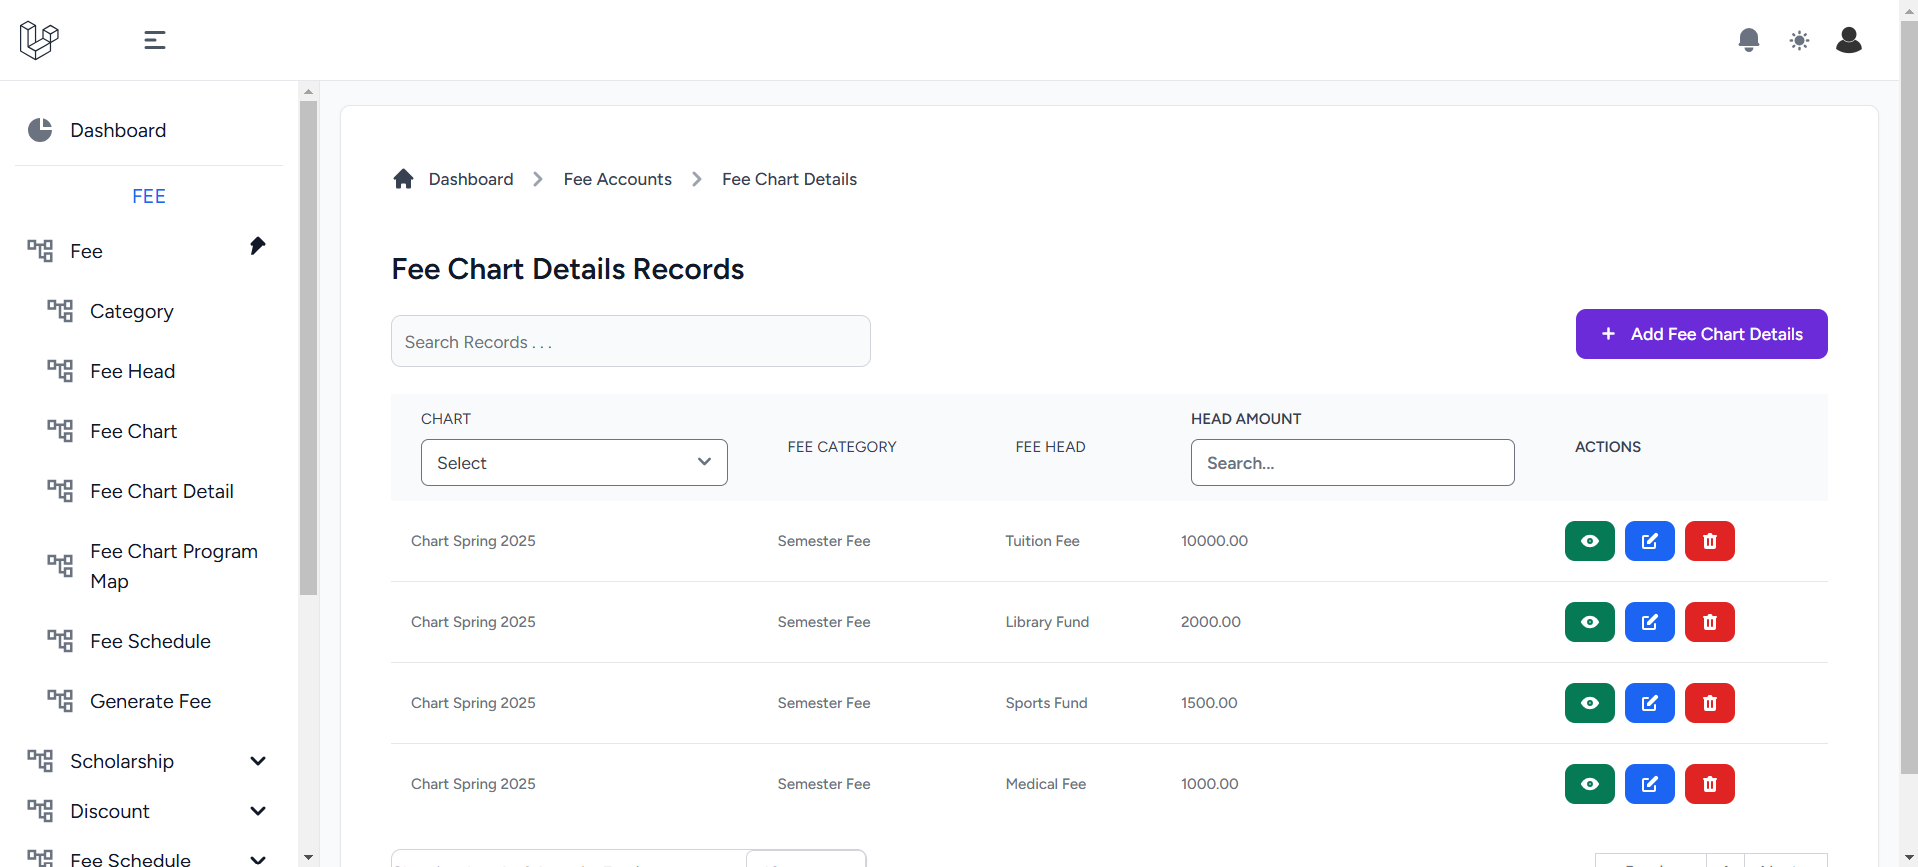 Dashboard
FEE
Fee
Category
Fee Head
Fee Chart
Fee Chart Detail
Fee Chart Program
Map
Fee Schedule
Generate Fee
Scholarship
Discount
Fee Schedule
Dashboard > Fee Accounts > Fee Chart Details
Fee Chart Details Records
Search Records . . .
+ Add Fee Chart Details
CHART FEE CATEGORY FEE HEAD HEAD AMOUNT ACTIONS
Select Search...
Chart Spring 2025 Semester Fee Tuition Fee 10000.00
Chart Spring 2025 Semester Fee Library Fund 2000.00
Chart Spring 2025 Semester Fee Sports Fund 1500.00
Chart Spring 2025 Semester Fee Medical Fee 1000.00